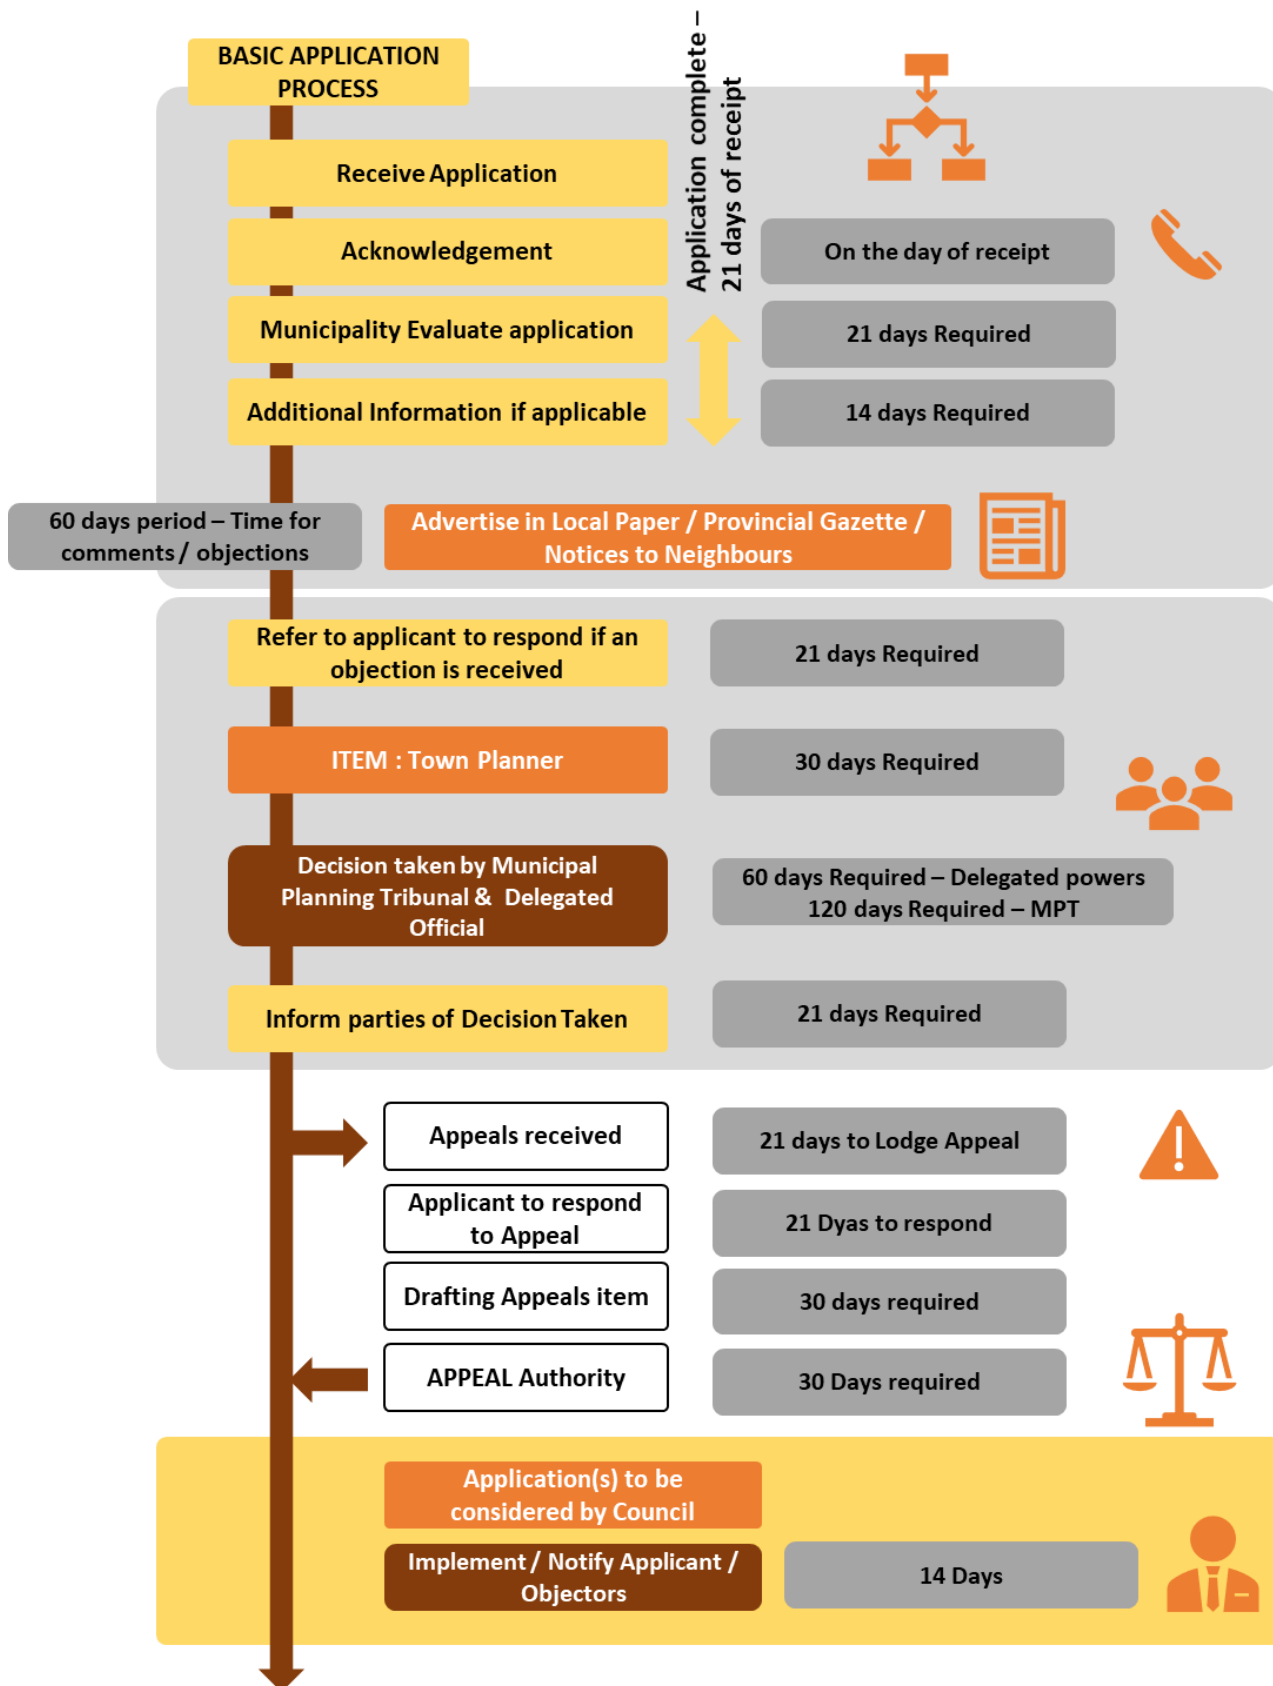 BASIC APPLICATION
PROCESS
Application complete –
21 days of receipt
Receive Application
Acknowledgement
On the day of receipt
Municipality Evaluate application
21 days Required
Additional Information if applicable
14 days Required
60 days period – Time for
comments / objections
Advertise in Local Paper / Provincial Gazette /
Notices to Neighbours
Refer to applicant to respond if an
objection is received
21 days Required
ITEM : Town Planner
30 days Required
Decision taken by Municipal
Planning Tribunal & Delegated
Official
60 days Required – Delegated powers
120 days Required – MPT
Inform parties of Decision Taken
21 days Required
Appeals received
21 days to Lodge Appeal
Applicant to respond
to Appeal
21 Dyas to respond
Drafting Appeals item
30 days required
APPEAL Authority
30 Days required
Application(s) to be
considered by Council
Implement / Notify Applicant /
Objectors
14 Days